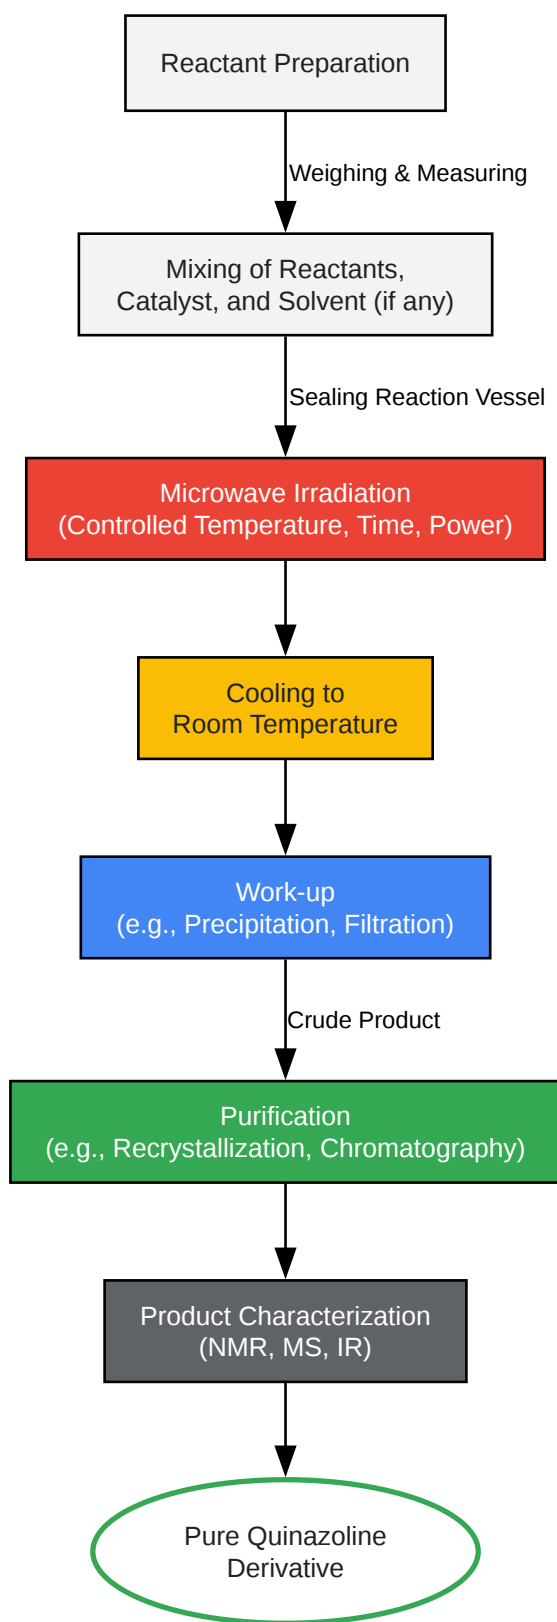 Reactant Preparation
Weighing & Measuring
Mixing of Reactants,
Catalyst, and Solvent (if any)
Sealing Reaction Vessel
Microwave Irradiation
(Controlled Temperature, Time, Power)
Cooling to
Room Temperature
Work-up
(e.g., Precipitation, Filtration)
Crude Product
Purification
(e.g., Recrystallization, Chromatography)
Product Characterization
(NMR, MS, IR)
Pure Quinazoline
Derivative